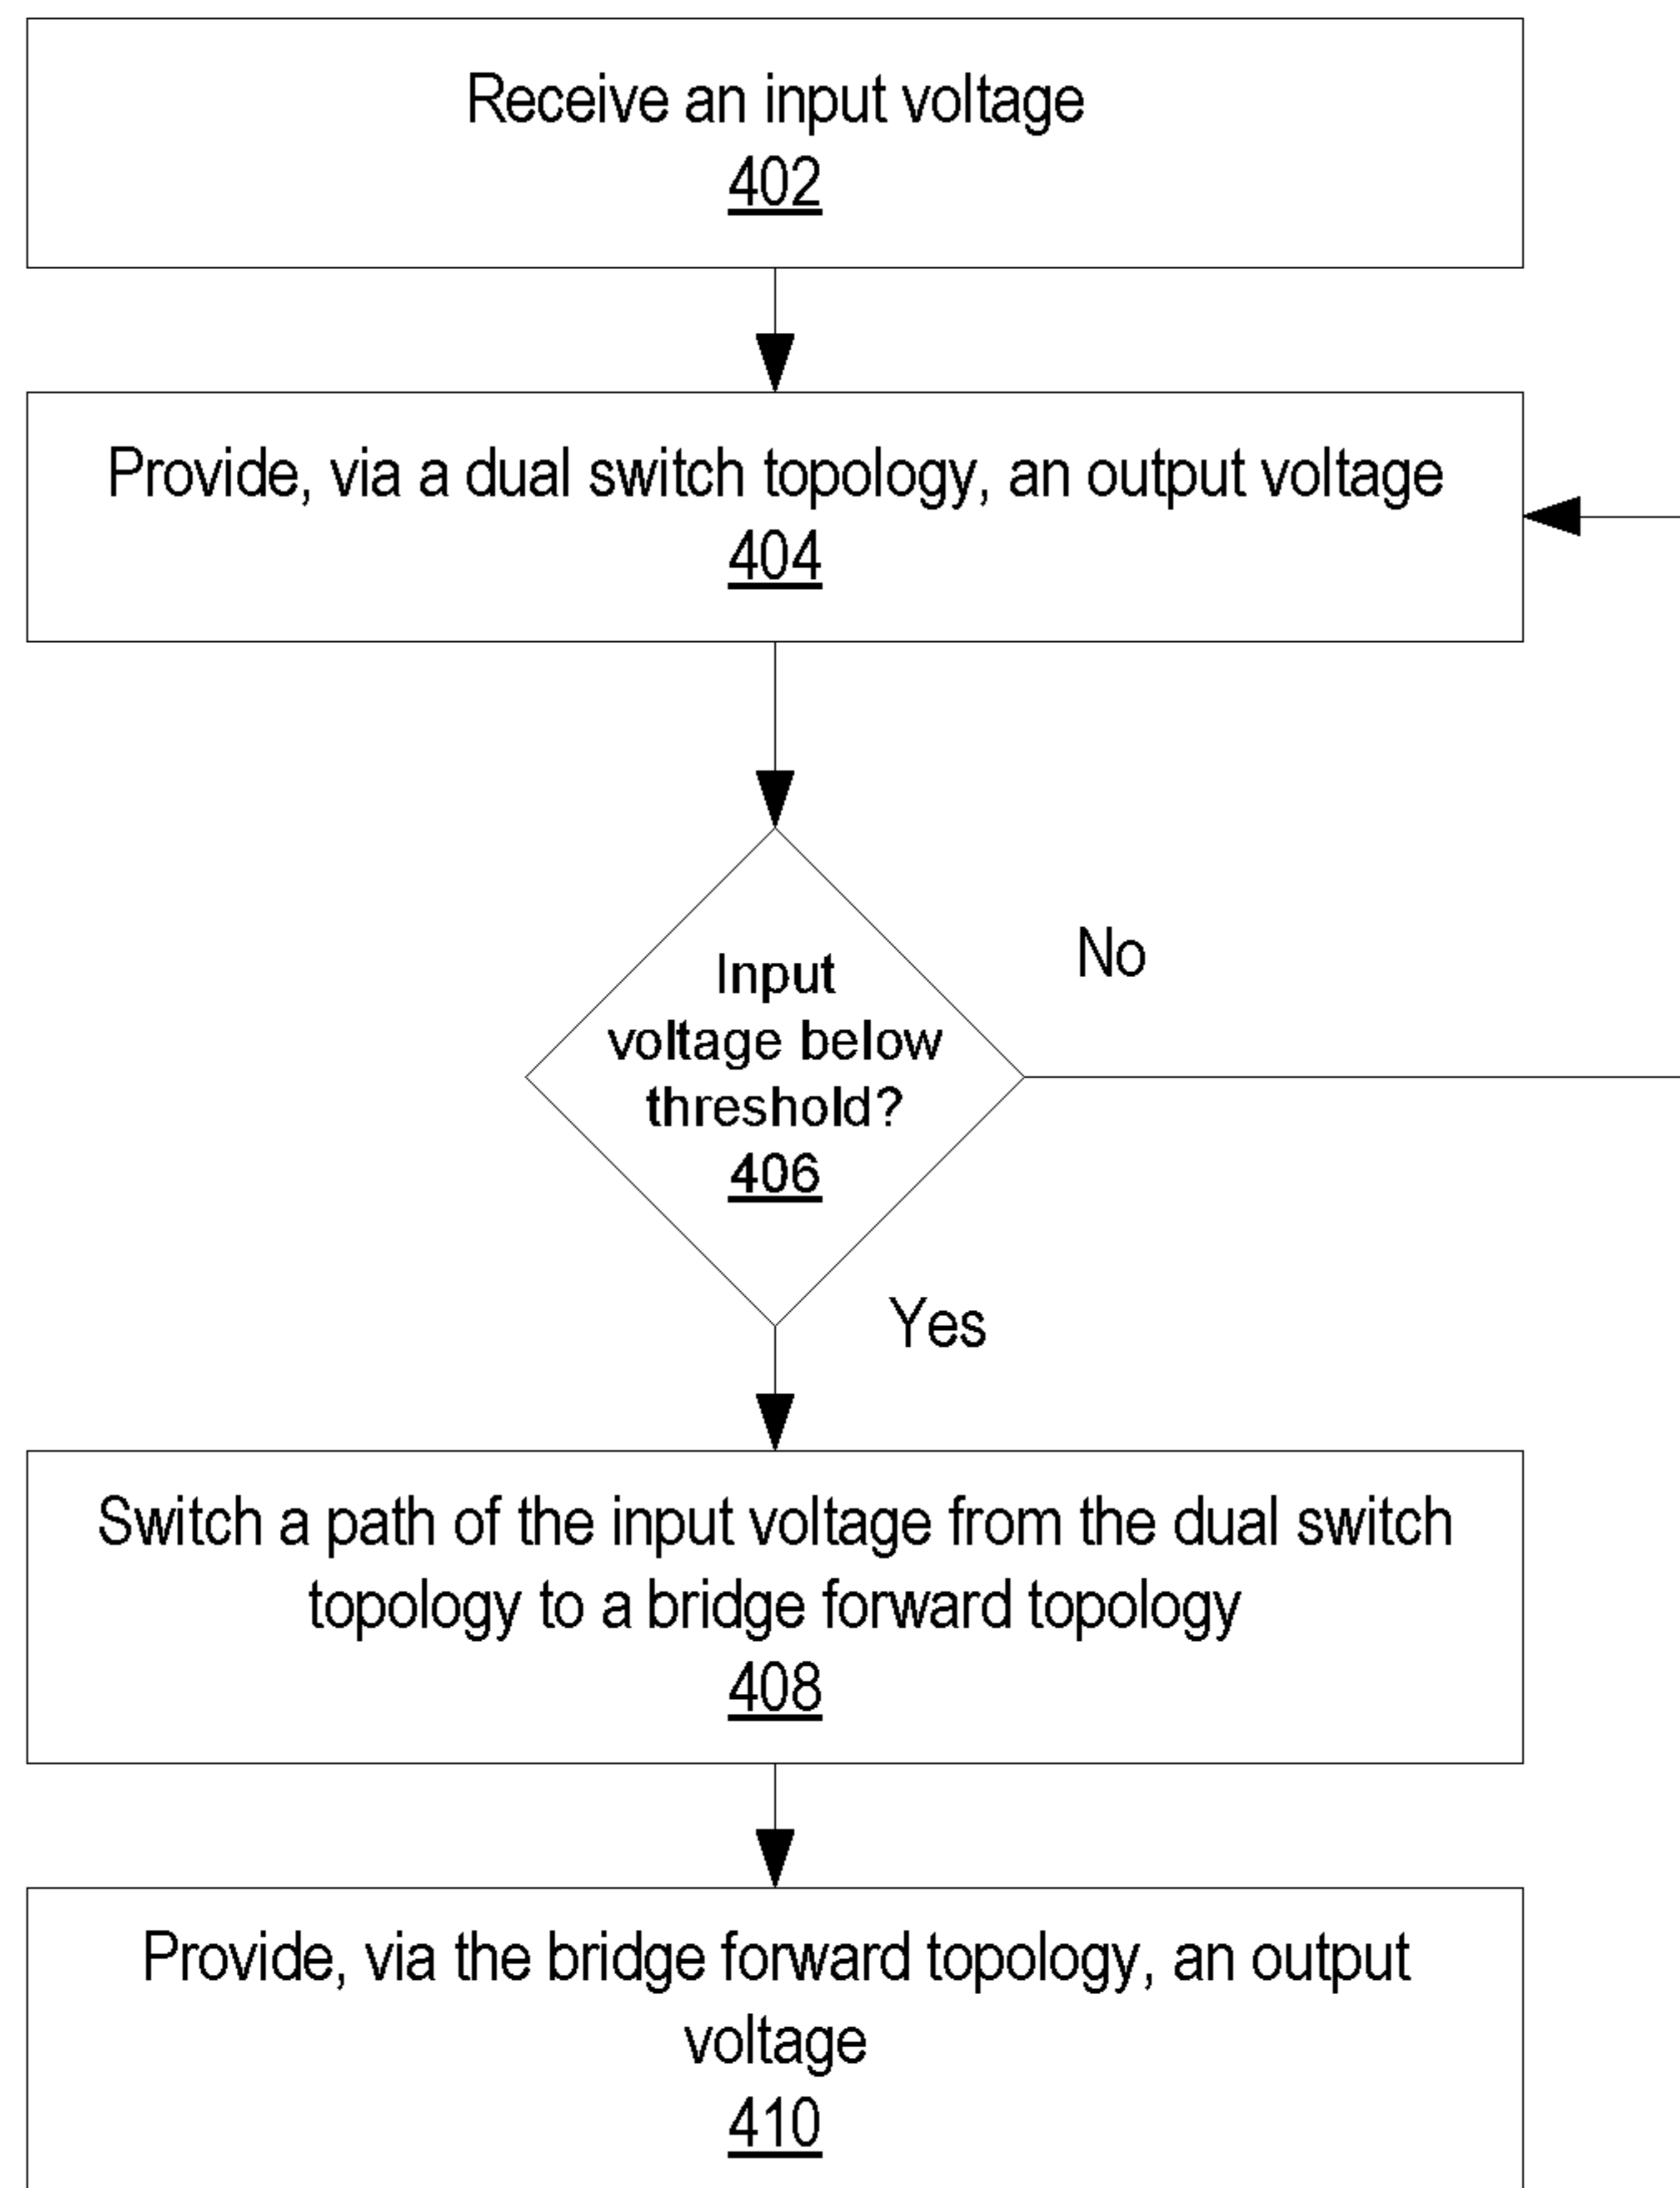 Receive an input voltage
402
Provide, via a dual switch topology, an output voltage
404
Input
voltage below
threshold?
406
No
Yes
Switch a path of the input voltage from the dual switch
topology to a bridge forward topology
408
Provide, via the bridge forward topology, an output
voltage
410